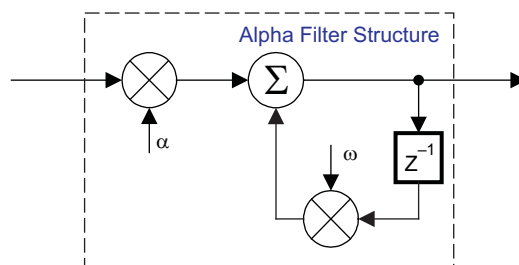 Alpha Filter Structure
Σ
α
ω
Z⁻¹